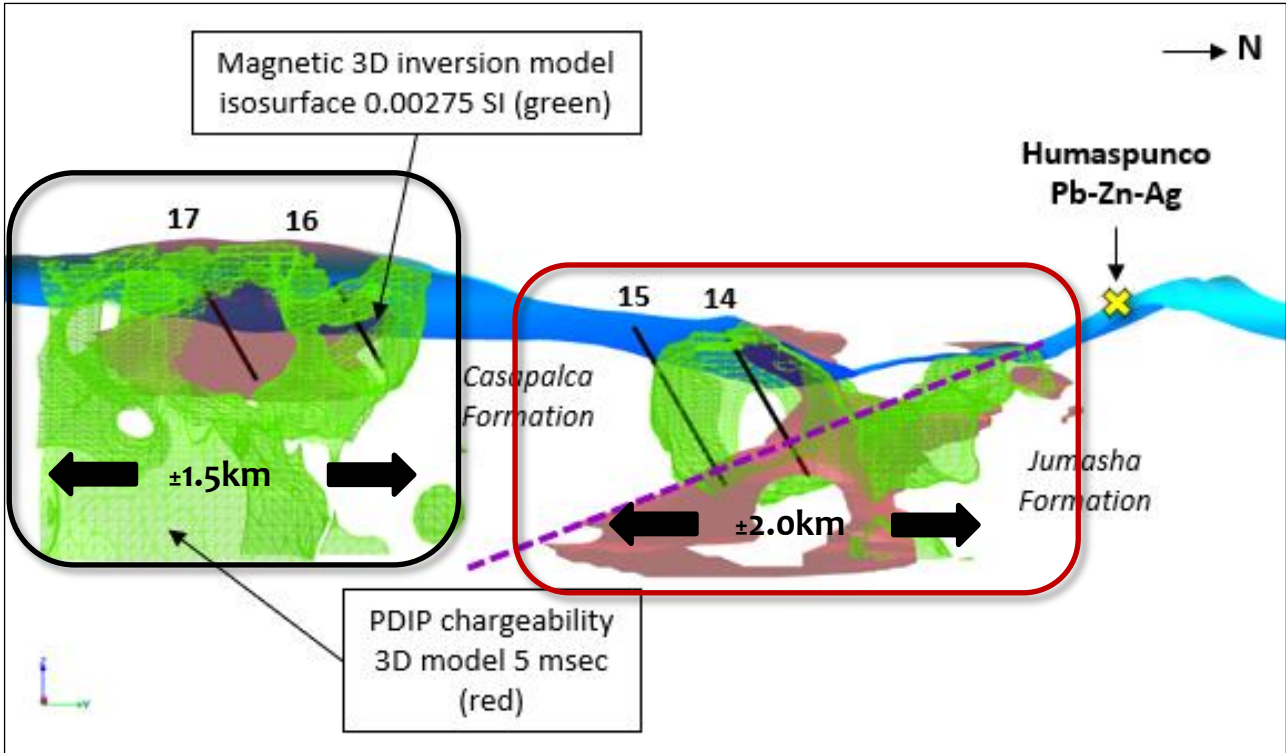 Magnetic 3D inversion model
isosurface 0.00275 SI (green)
N
Humaspunco
Pb-Zn-Ag
17
16
15
14
Casapalca
Formation
Jumasha
Formation
±1.5km
±2.0km
PDIP chargeability
3D model 5 msec
(red)
Z
Y